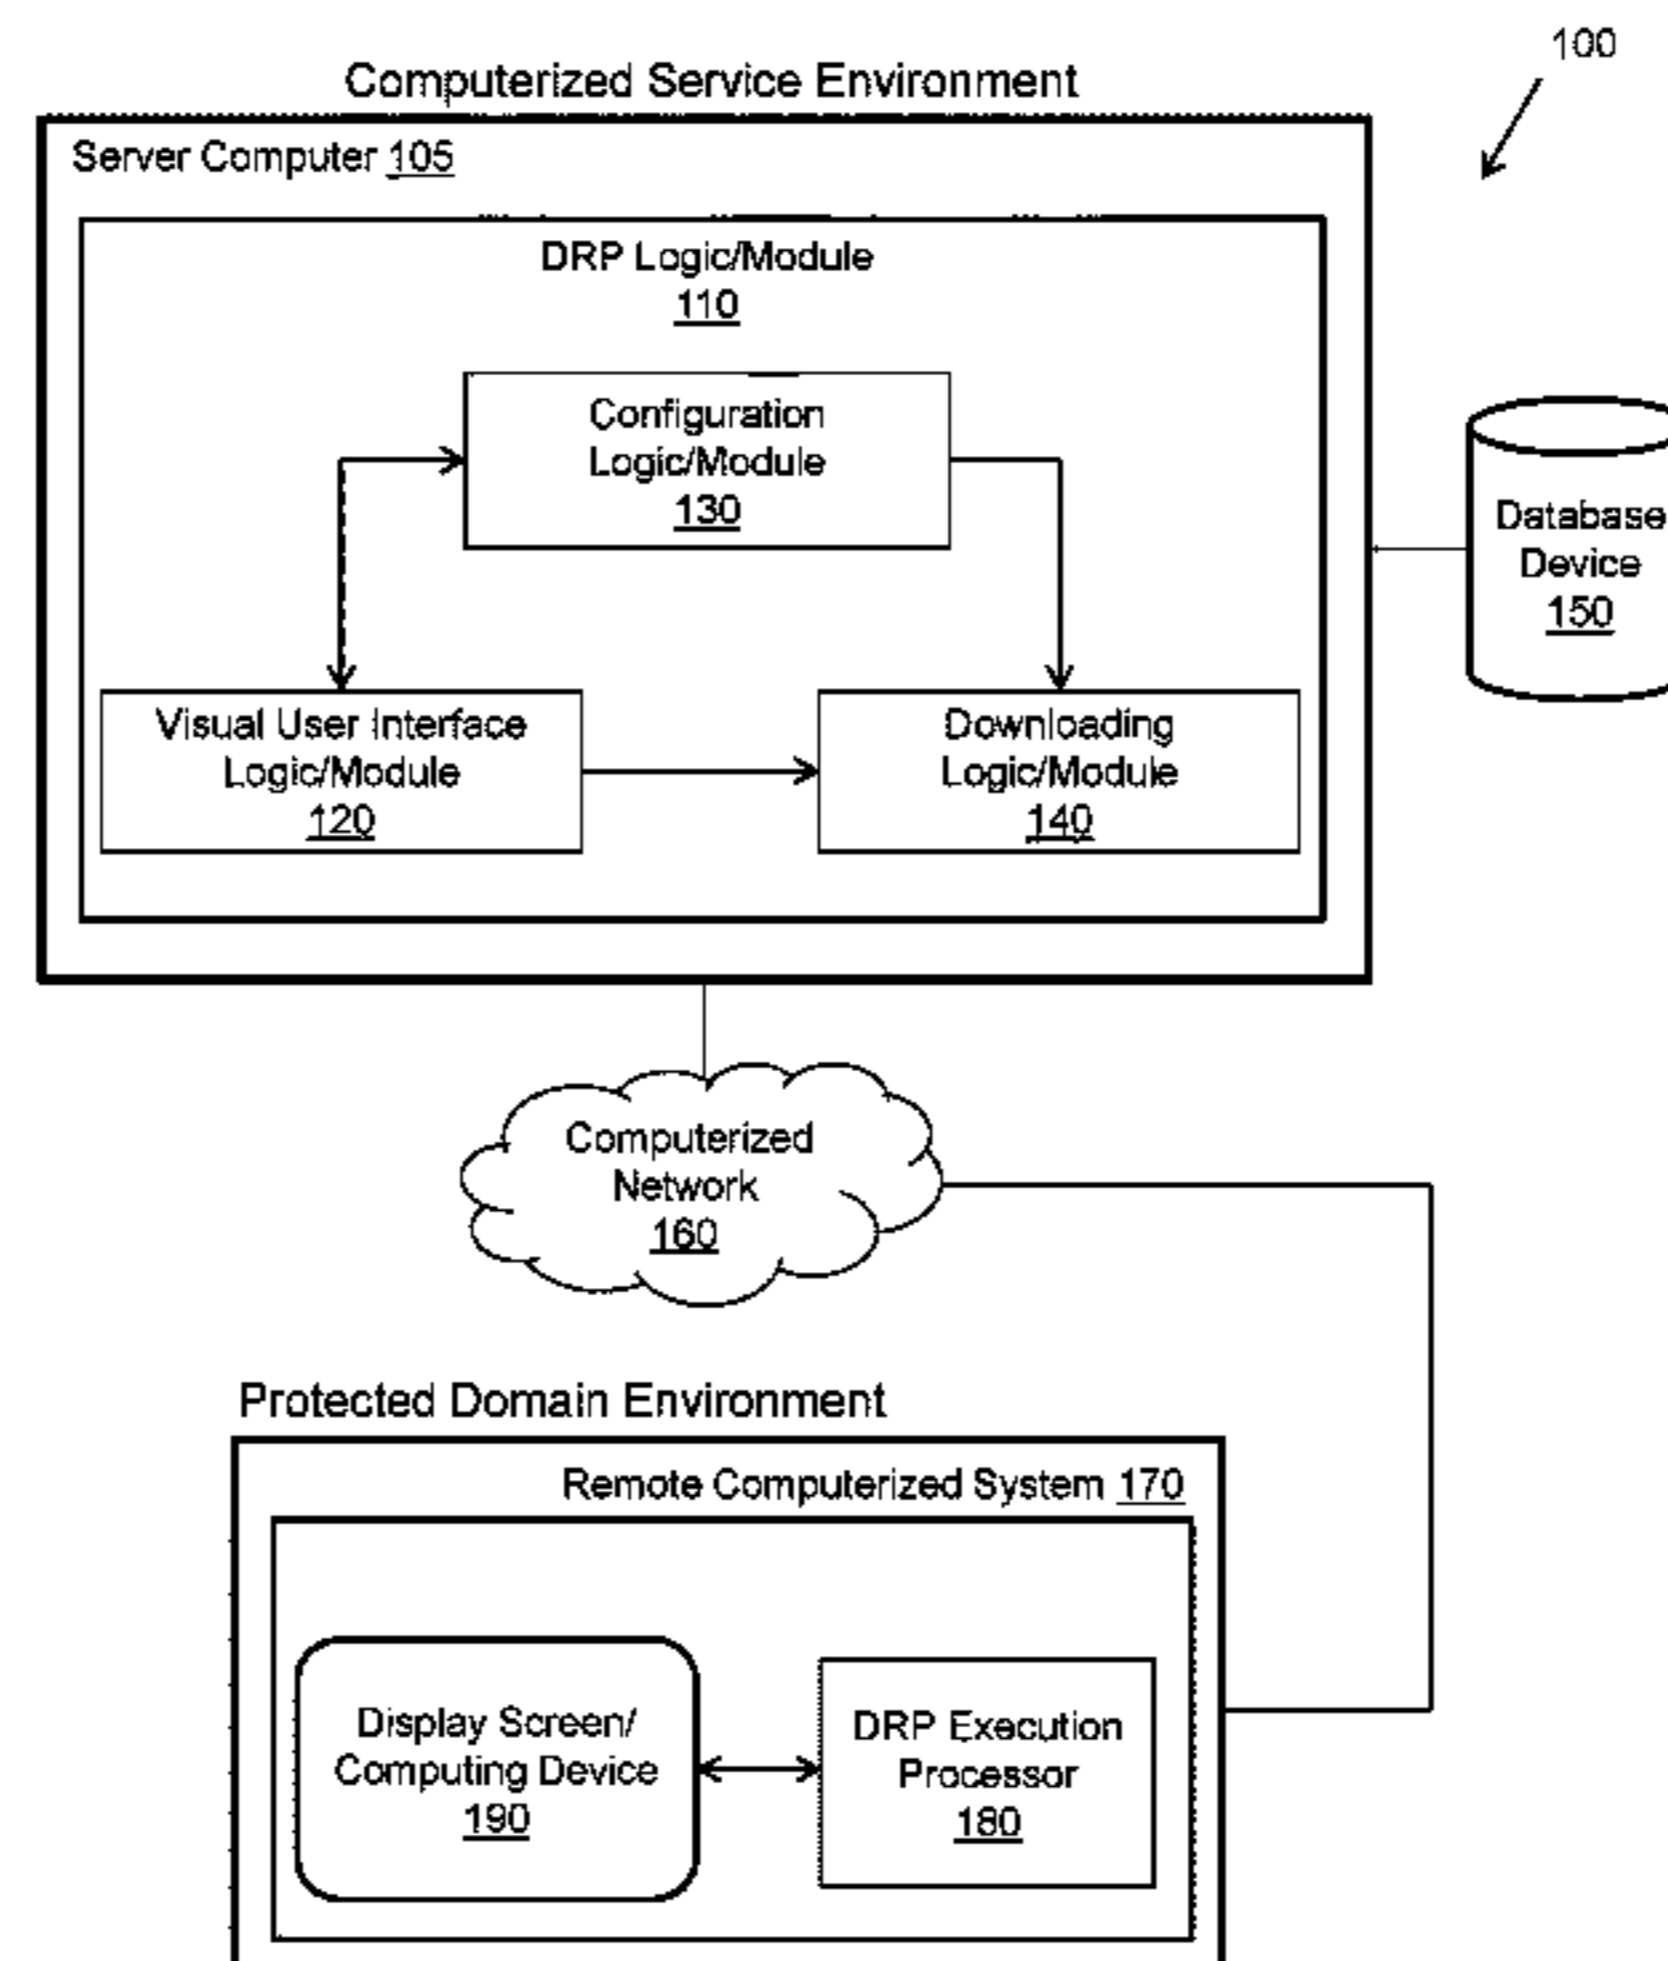 100
Computerized Service Environment
Server Computer 105
DRP Logic/Module
110
Configuration
Logic/Module
130
Database
Device
150
Visual User Interface
Logic/Module
120
Downloading
Logic/Module
140
Computerized
Network
160
Protected Domain Environment
Remote Computerized System 170
Display Screen/
Computing Device
190
DRP Execution
Processor
180